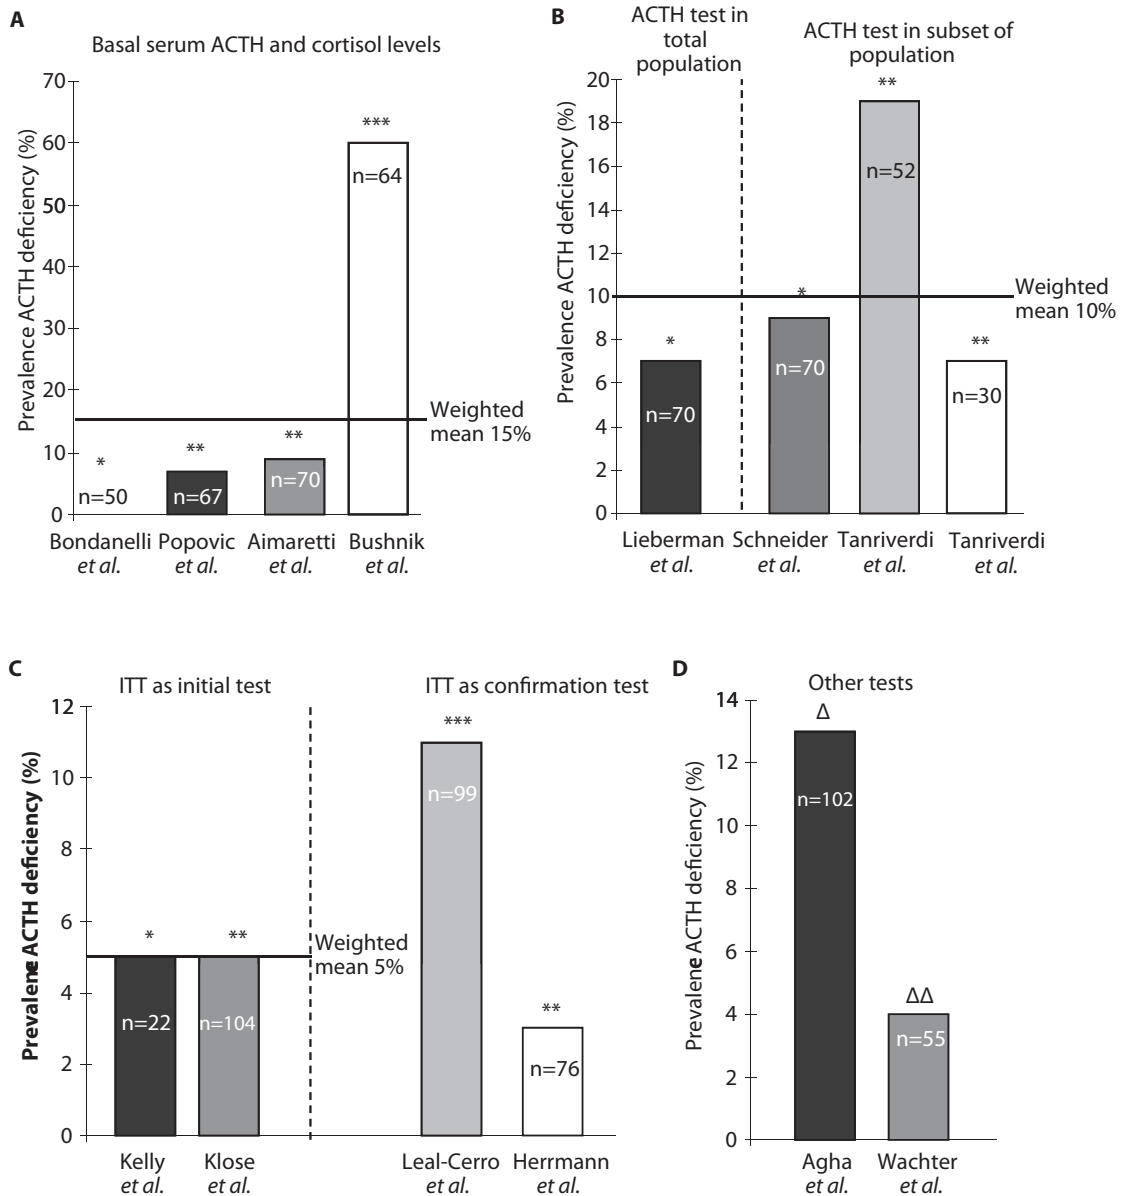 A
Basal serum ACTH and cortisol levels
Prevalence ACTH deficiency (%)
70
60
50
40
30
20
10
0
***
n=64
Weighted
mean 15%
*
**
**
n=50
n=67
n=70
Bondanelli Popovic Aimaretti Bushnik
et al. et al. et al. et al.
B
ACTH test in
total
population
ACTH test in subset of
population
Prevalence ACTH deficiency (%)
20
18
16
14
12
10
8
6
4
2
0
**
n=52
*
Weighted
mean 10%
*
**
n=70
n=70
n=30
Lieberman Schneider Tanriverdi Tanriverdi
et al. et al. et al. et al.
C
ITT as initial test
ITT as confirmation test
Prevalene ACTH deficiency (%)
12
10
8
6
4
2
0
***
n=99
*
**
Weighted
mean 5%
**
n=22
n=104
n=76
Kelly Klose Leal-Cerro Herrmann
et al. et al. et al. et al.
D
Other tests
Prevalene ACTH deficiency (%)
14
12
10
8
6
4
2
0
Δ
n=102
ΔΔ
n=55
Agha Wachter
et al. et al.